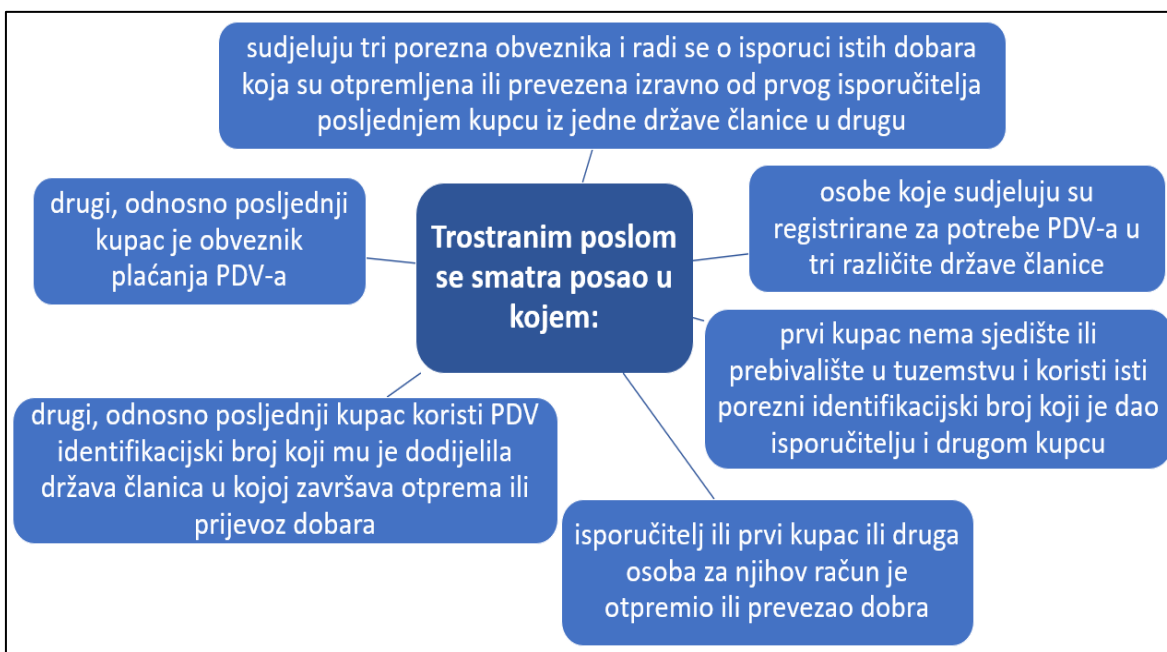 sudjeluju tri porezna obveznika i radi se o isporuci istih dobara
koja su otpremljena ili prevezena izravno od prvog isporučitelja
posljednjem kupcu iz jedne države članice u drugu
drugi, odnosno posljednji
kupac je obveznik
plaćanja PDV-a
Trostranim poslom
se smatra posao u
kojem:
osobe koje sudjeluju su
registrirane za potrebe PDV-a u
tri različite države članice
prvi kupac nema sjedište ili
prebivalište u tuzemstvu i koristi isti
porezni identifikacijski broj koji je dao
isporučitelju i drugom kupcu
drugi, odnosno posljednji kupac koristi PDV
identifikacijski broj koji mu je dodijelila
država članica u kojoj završava otprema ili
prijevoz dobara
isporučitelj ili prvi kupac ili druga
osoba za njihov račun je
otpremio ili prevezao dobra